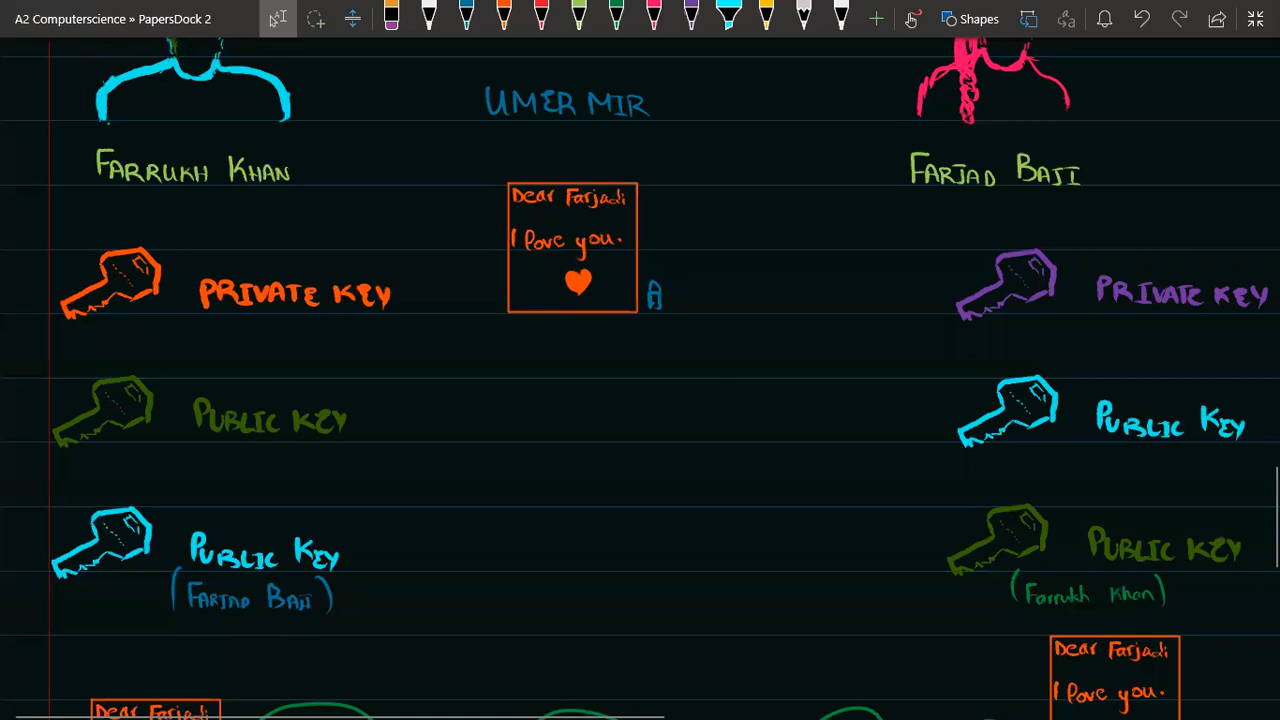 A2 Computerscience » PapersDock 2
Shapes
UMER MIR
FARRUKH KHAN
FARJAD BAJI
Dear Farjadi
I love you.
A
PRIVATE KEY
PRIVATE KEY
PUBLIC KEY
PUBLIC KEY
PUBLIC KEY
(FARJAD BAJI)
PUBLIC KEY
(Farrukh Khan)
Dear Farjadi
I love you.
Dear Farjadi